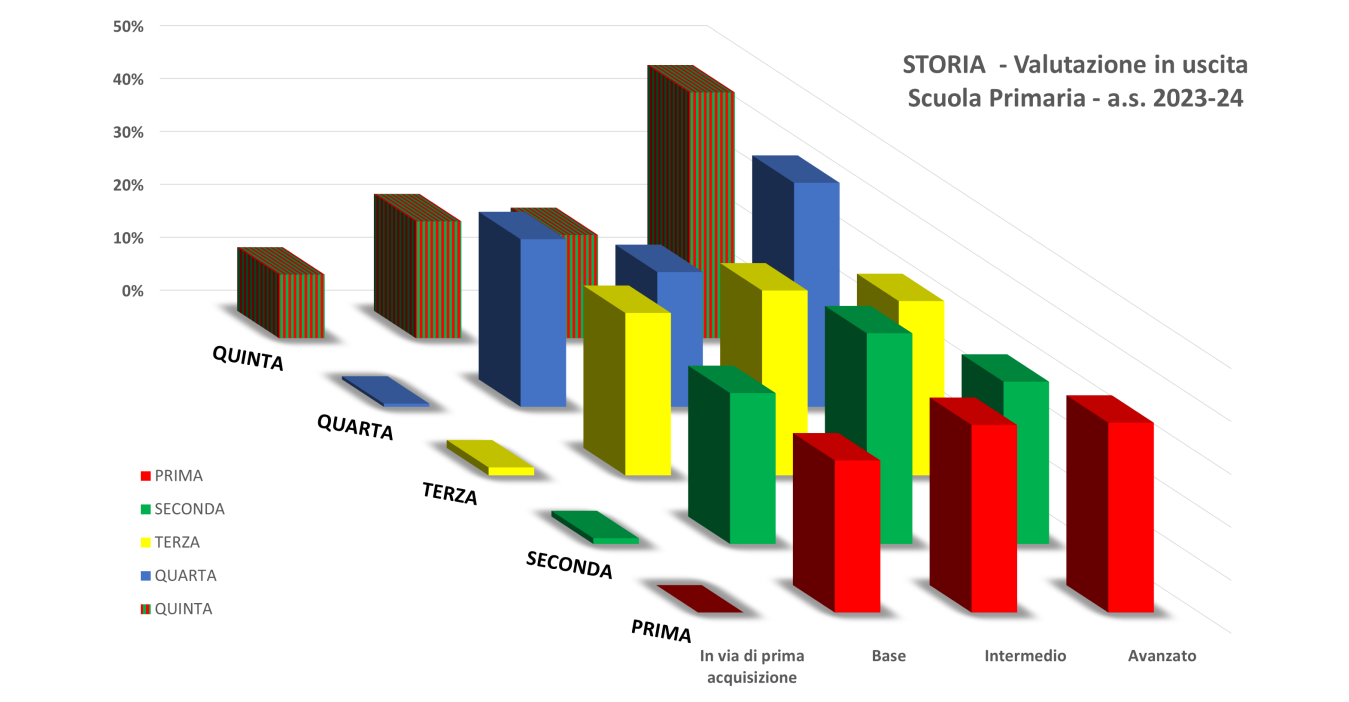 50%
40%
30%
20%
10%
0%
STORIA  - Valutazione in uscita
Scuola Primaria - a.s. 2023-24
QUINTA
QUARTA
TERZA
SECONDA
PRIMA
PRIMA
SECONDA
TERZA
QUARTA
QUINTA
In via di prima
acquisizione
Base
Intermedio
Avanzato